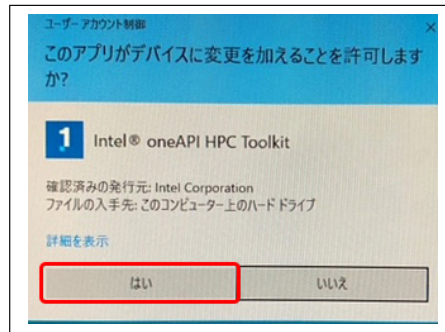 ユーザー アカウント制御
このアプリがデバイスに変更を加えることを許可します
か?
Intel® oneAPI HPC Toolkit
確認済みの発行元: Intel Corporation
ファイルの入手先: このコンピューター上のハード ドライブ
詳細を表示
はい
いいえ